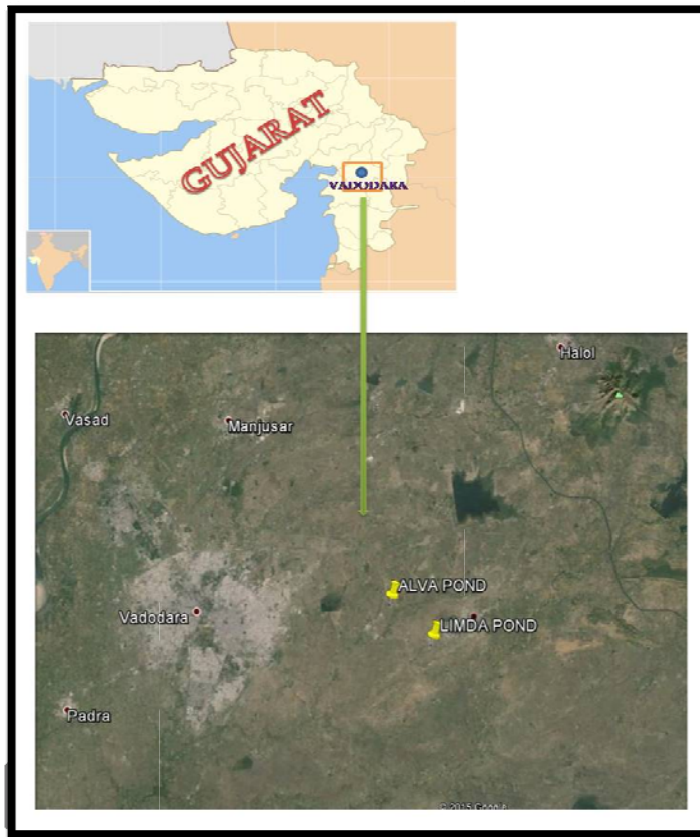 GUJARAT
VADODARA
Halol
Vasad
Manjusar
ALVA POND
Vadodara
LIMDA POND
Padra
© 2015 Google